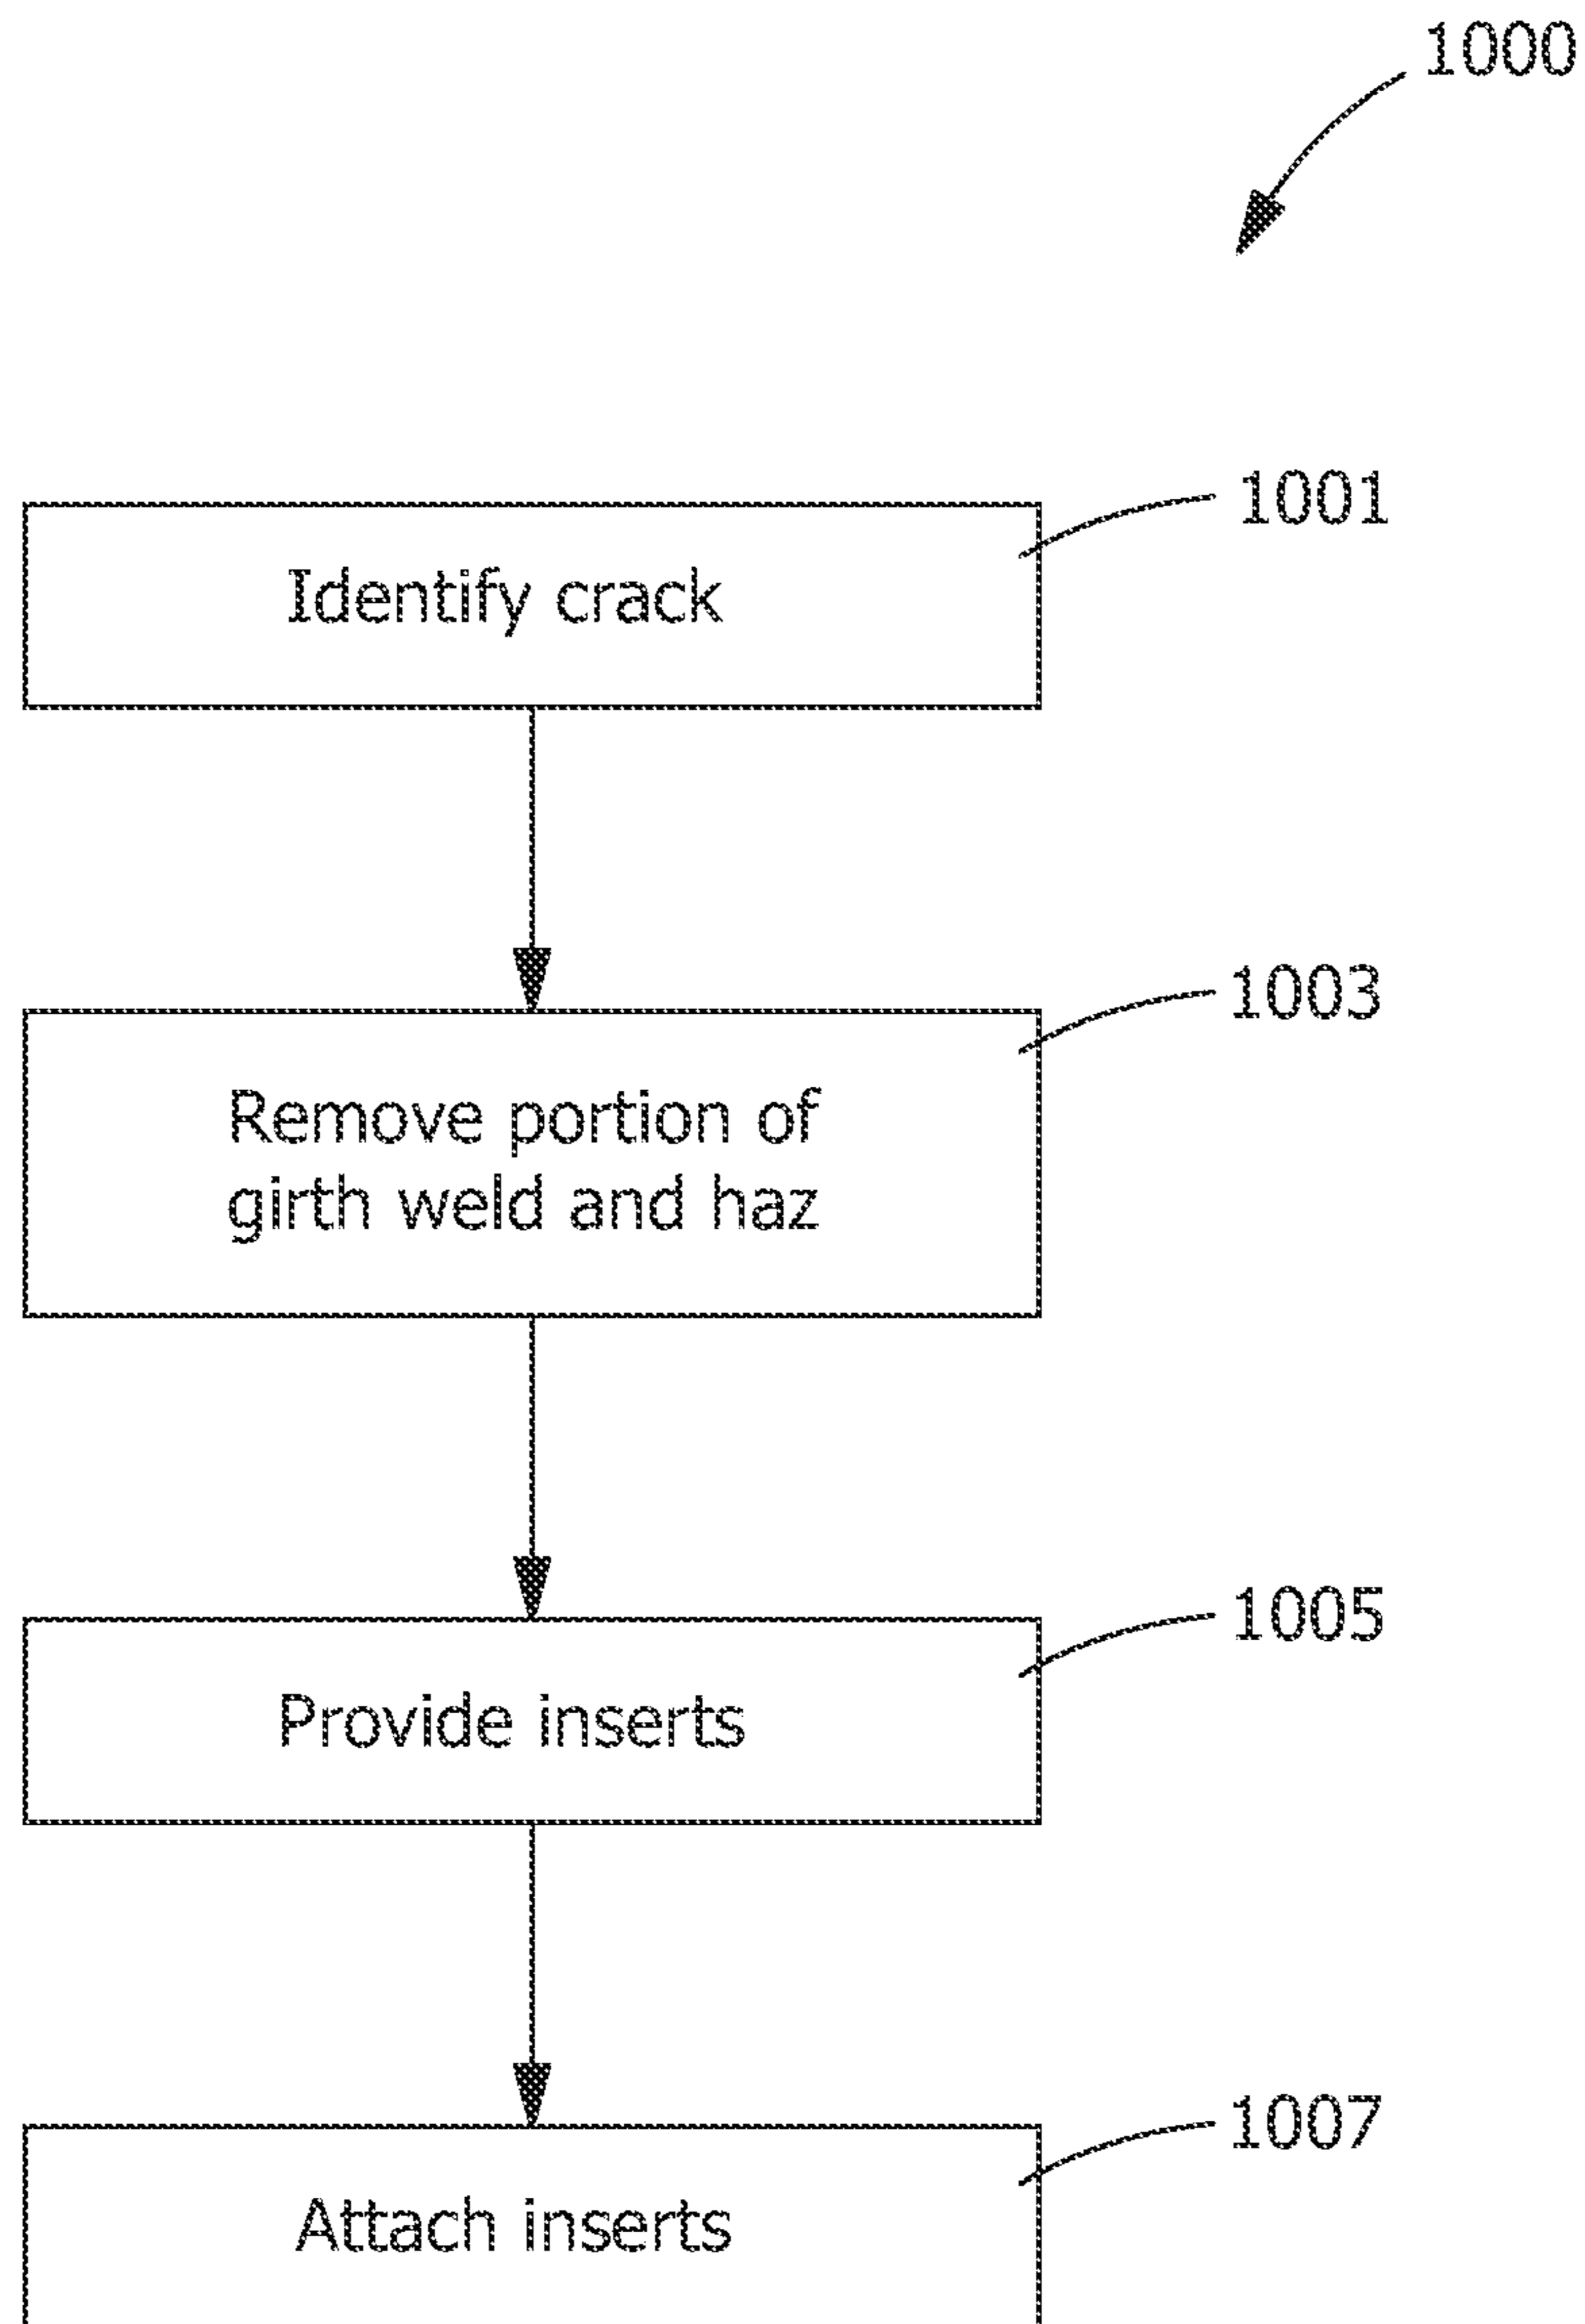 1000
1001
Identify crack
1003
Remove portion of
girth weld and haz
1005
Provide inserts
1007
Attach inserts